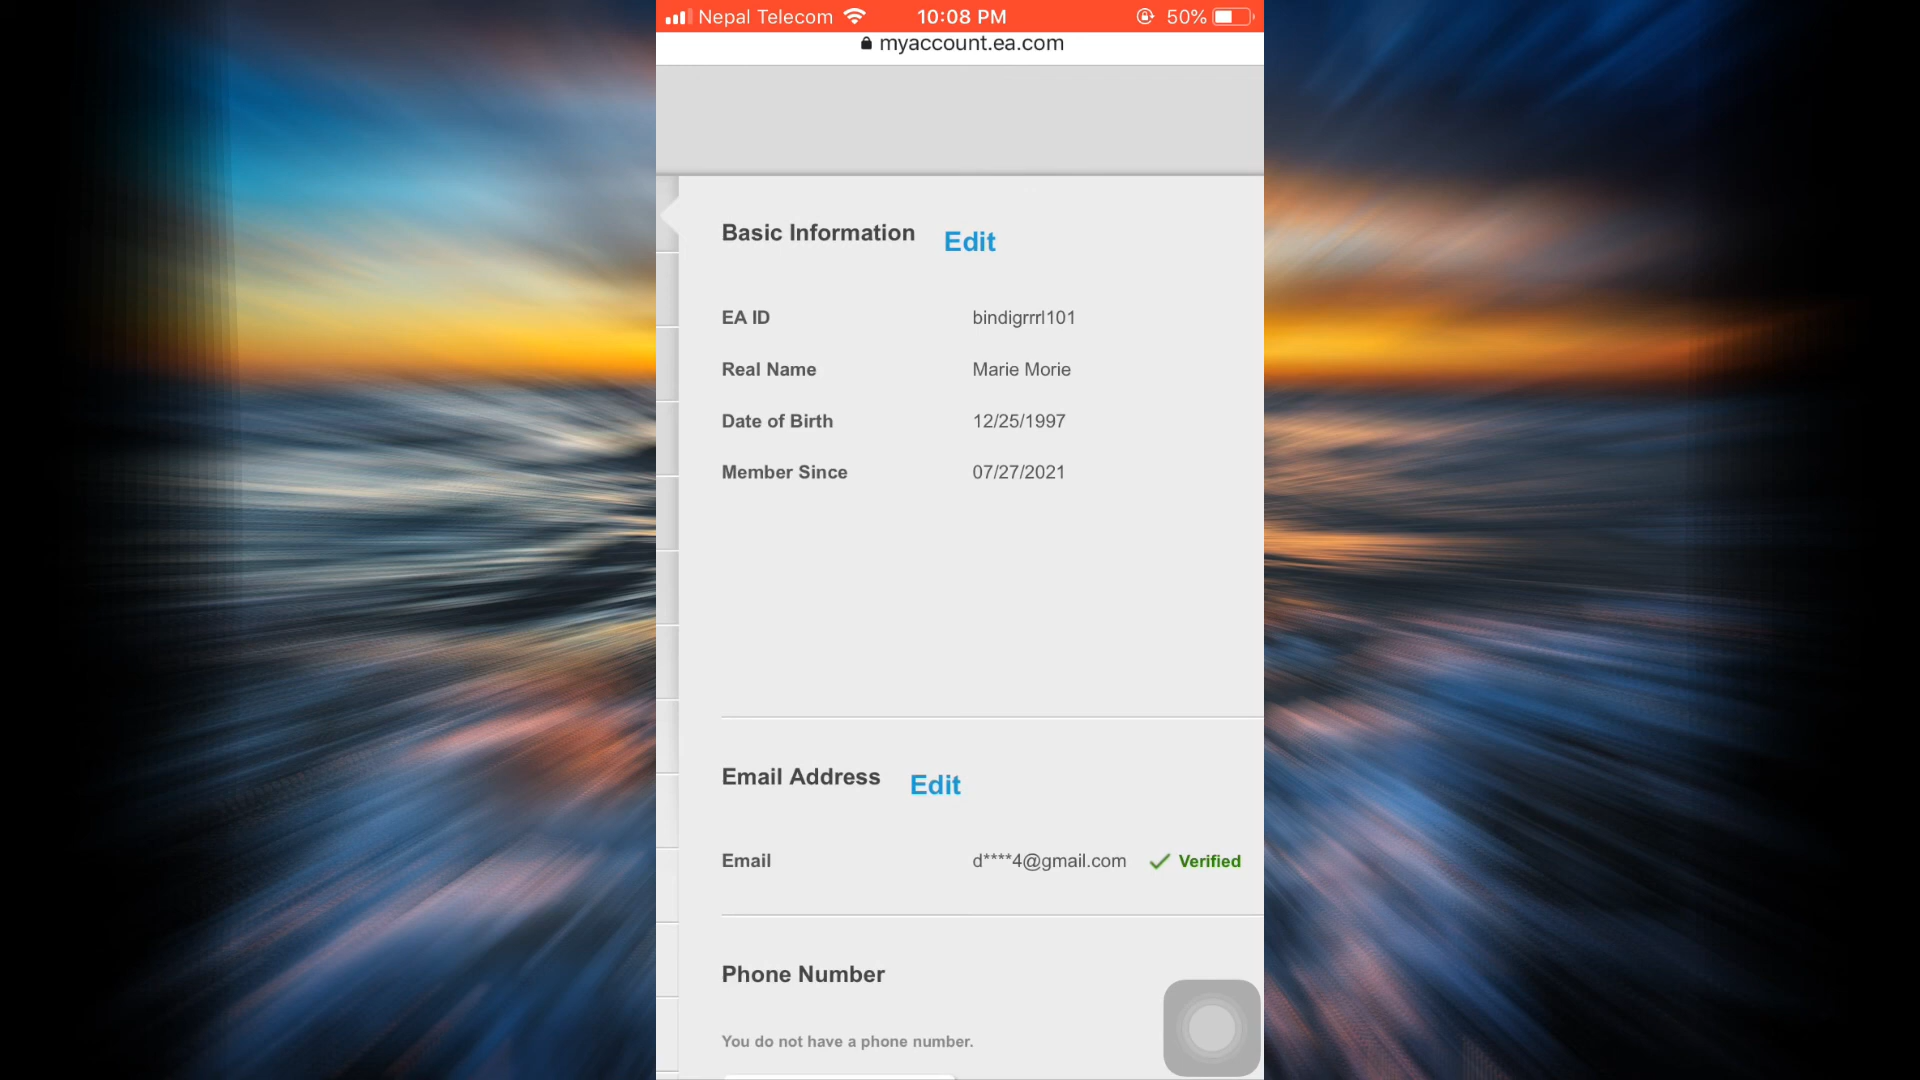 Nepal Telecom 10:08 PM 50%
myaccount.ea.com
Basic Information Edit
EA ID bindigrrrl101
Real Name Marie Morie
Date of Birth 12/25/1997
Member Since 07/27/2021
Email Address Edit
Email d****4@gmail.com Verified
Phone Number
You do not have a phone number.